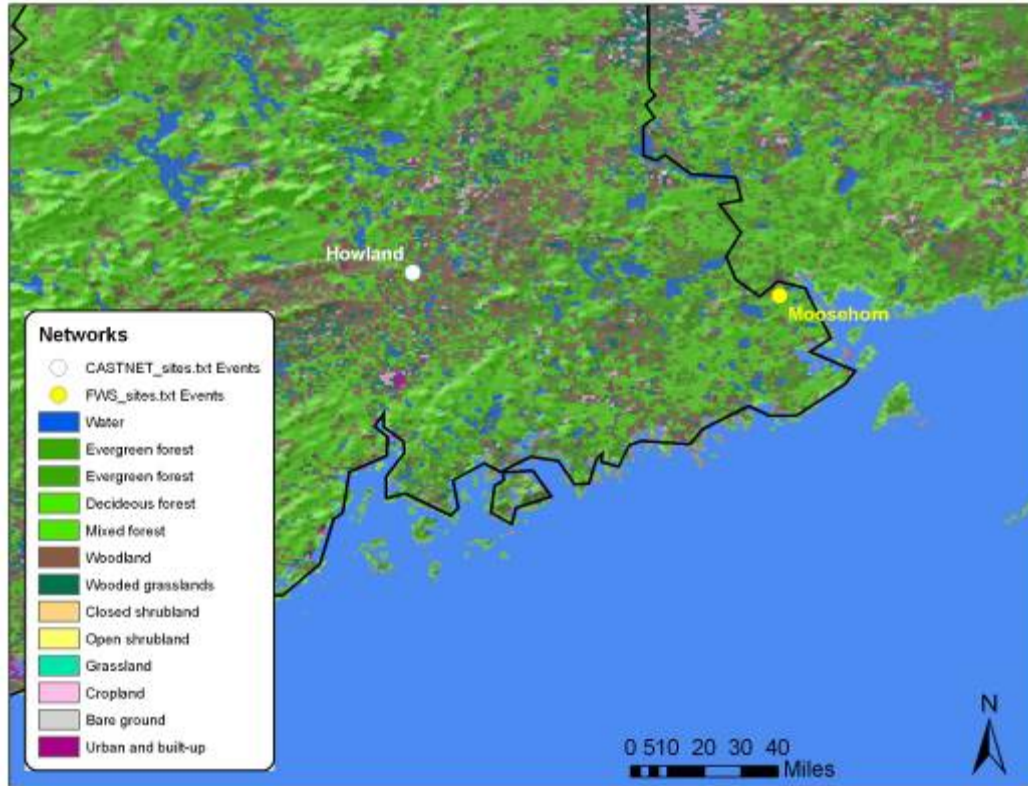 Howland
Moosehorn
Networks
CASTNET_sites.txt Events
FWS_sites.txt Events
Water
Evergreen forest
Evergreen forest
Decideous forest
Mixed forest
Woodland
Wooded grasslands
Closed shrubland
Open shrubland
Grassland
Cropland
Bare ground
Urban and built-up
N
0 510 20 30 40
Miles